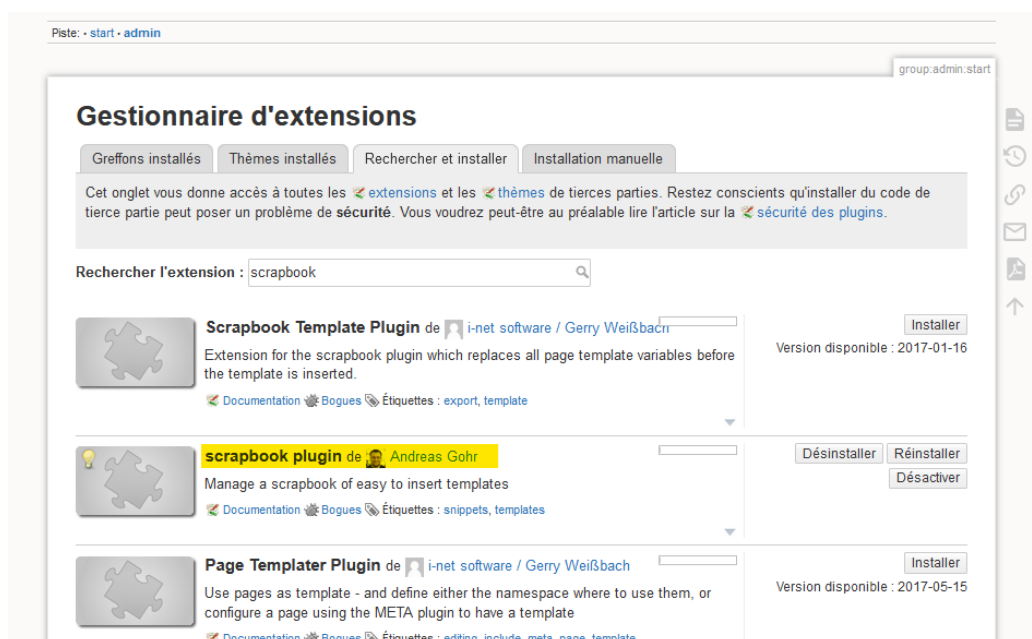 Piste: • start • admin
group:admin:start
Gestionnaire d'extensions
Greffons installés Thèmes installés Rechercher et installer Installation manuelle
Cet onglet vous donne accès à toutes les extensions et les thèmes de tierces parties. Restez conscients qu'installer du code de
tierce partie peut poser un problème de sécurité. Vous voudrez peut-être au préalable lire l'article sur la sécurité des plugins.
Rechercher l'extension : scrapbook
Scrapbook Template Plugin de i-net software / Gerry Weißbach
Installer
Version disponible : 2017-01-16
Extension for the scrapbook plugin which replaces all page template variables before
the template is inserted.
Documentation Bogues Étiquettes : export, template
scrapbook plugin de Andreas Gohr
Désinstaller Réinstaller
Désactiver
Manage a scrapbook of easy to insert templates
Documentation Bogues Étiquettes : snippets, templates
Page Templater Plugin de i-net software / Gerry Weißbach
Installer
Version disponible : 2017-05-15
Use pages as template - and define either the namespace where to use them, or
configure a page using the META plugin to have a template
Documentation Bogues Étiquettes : editing, include, meta, page, template